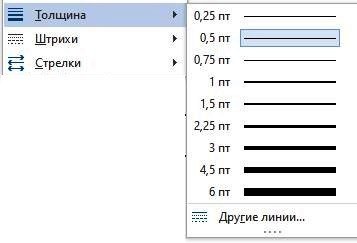 Толщина
Штрихи
Стрелки
0,25 пт
0,5 пт
0,75 пт
1 пт
1,5 пт
2,25 пт
3 пт
4,5 пт
6 пт
Другие линии...